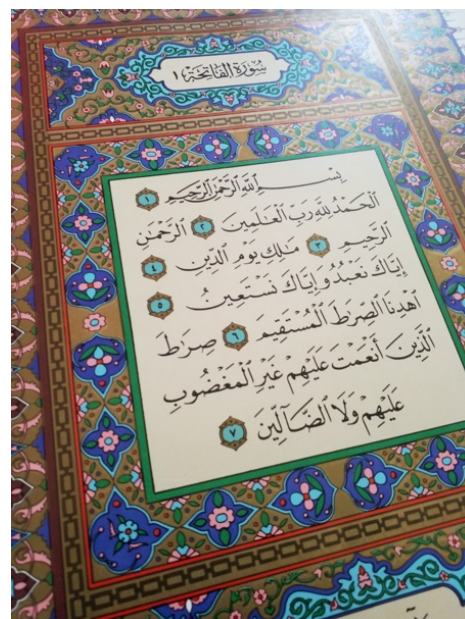 سُورَةُ الفَاتِحَةِ ١
بِسْمِ ٱللَّهِ ٱلرَّحْمَٰنِ ٱلرَّحِيمِ ١
ٱلْحَمْدُ لِلَّهِ رَبِّ ٱلْعَٰلَمِينَ ٢ ٱلرَّحْمَٰنِ
ٱلرَّحِيمِ ٣ مَٰلِكِ يَوْمِ ٱلدِّينِ ٤
إِيَّاكَ نَعْبُدُ وَإِيَّاكَ نَسْتَعِينُ ٥
ٱهْدِنَا ٱلصِّرَٰطَ ٱلْمُسْتَقِيمَ ٦ صِرَٰطَ
ٱلَّذِينَ أَنْعَمْتَ عَلَيْهِمْ غَيْرِ ٱلْمَغْضُوبِ
عَلَيْهِمْ وَلَا ٱلضَّآلِّينَ ٧